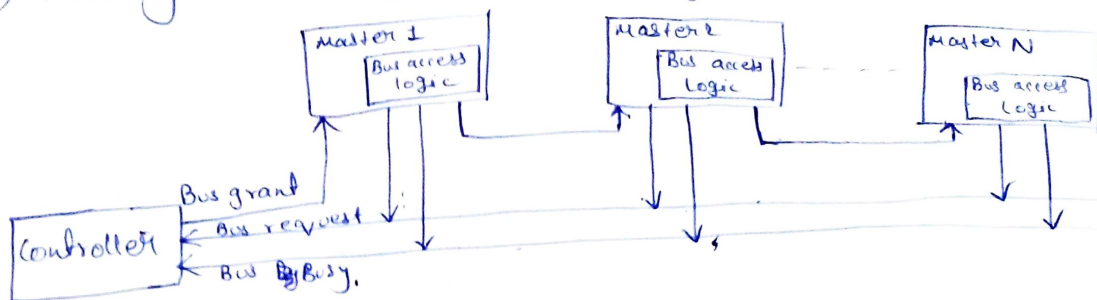 Master 1
Bus access
logic
Master 2
Bus access
Logic
Master N
Bus access
Logic
Bus grant
Bus request
Controller
Bus Busy.